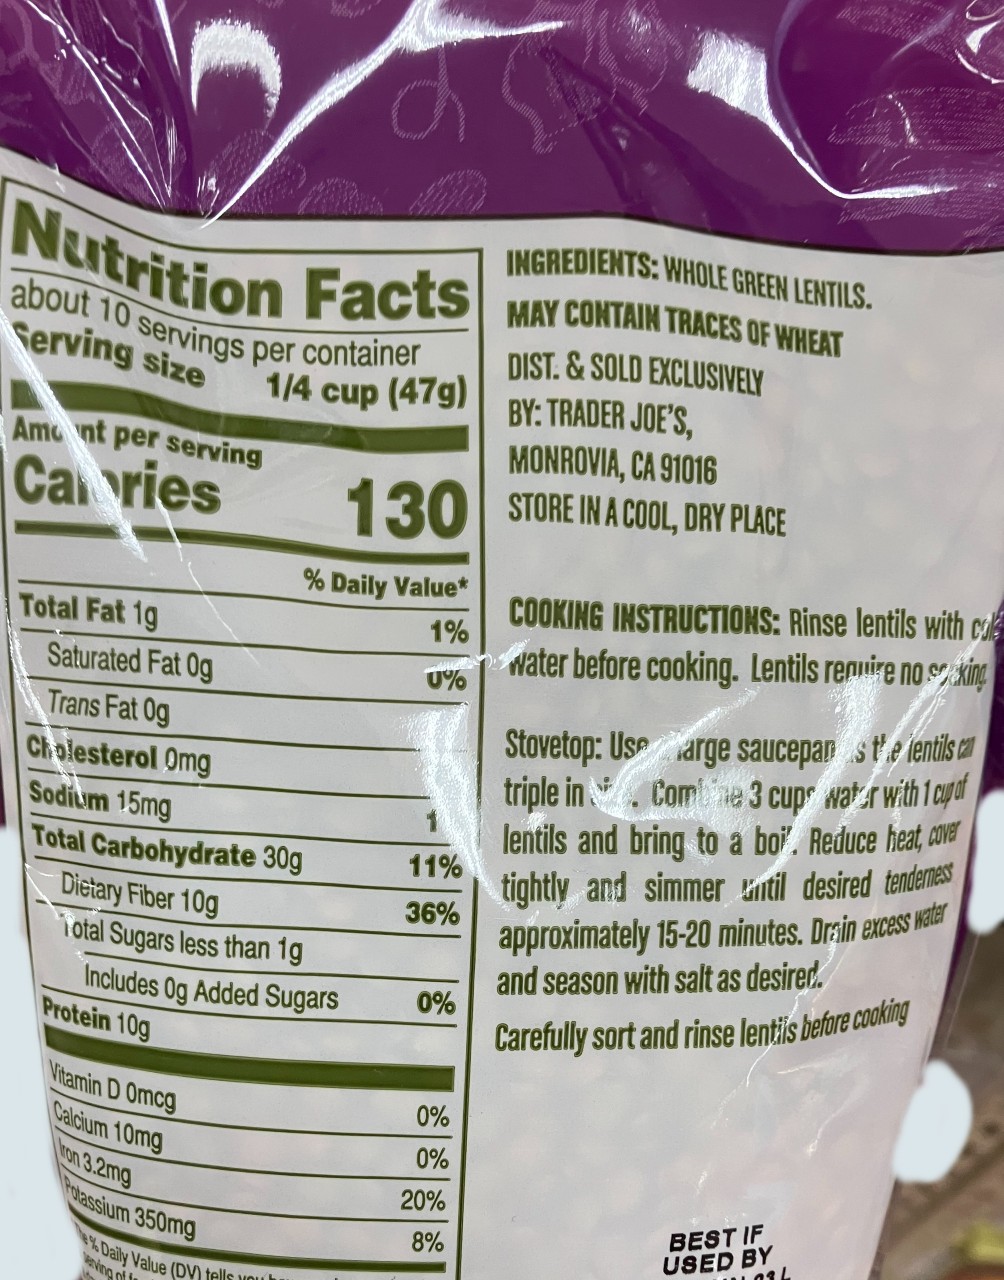 Nutrition Facts
about 10 servings per container
Serving size 1/4 cup (47g)
Amount per serving
Calories 130
% Daily Value*
Total Fat 1g 1%
Saturated Fat 0g 0%
Trans Fat 0g
Cholesterol 0mg
Sodium 15mg
Total Carbohydrate 30g 11%
Dietary Fiber 10g 36%
Total Sugars less than 1g
Includes 0g Added Sugars 0%
Protein 10g
Vitamin D 0mcg 0%
Calcium 10mg 0%
Iron 3.2mg 20%
Potassium 350mg 8%
% Daily Value (DV) tells
INGREDIENTS: WHOLE GREEN LENTILS.
MAY CONTAIN TRACES OF WHEAT
DIST. & SOLD EXCLUSIVELY
BY: TRADER JOE'S,
MONROVIA, CA 91016
STORE IN A COOL, DRY PLACE
COOKING INSTRUCTIONS: Rinse lentils with
water before cooking. Lentils require no soaking.
Stovetop: Use large saucepan as the lentils can
triple in Combine 3 cups water with 1 cup of
lentils and bring to a boil. Reduce heat, cover
tightly and simmer until desired tenderness
approximately 15-20 minutes. Drain excess water
and season with salt as desired.
Carefully sort and rinse lentils before cooking
BEST IF
USED BY